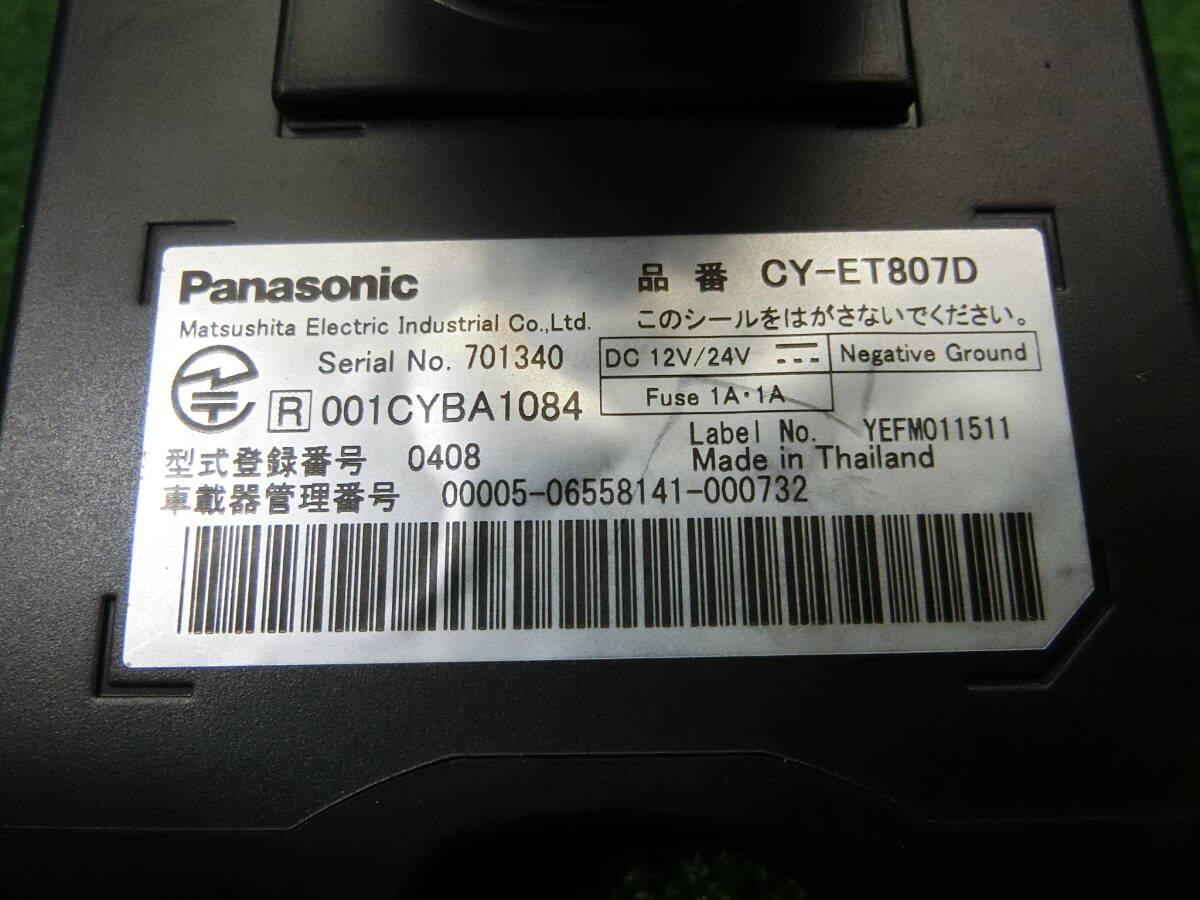 Panasonic 品番 CY-ET807D
Matsushita Electric Industrial Co.,Ltd. このシールをはがさないでください。
Serial No. 701340 DC 12V/24V Negative Ground
Fuse 1A・1A
R 001CYBA1084
Label No. YEFM011511
型式登録番号 0408 Made in Thailand
車載器管理番号 00005-06558141-000732